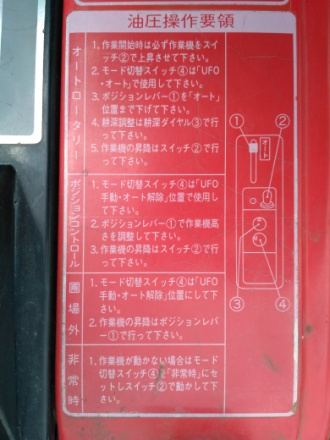 油圧操作要領
オートロータリー
1. 作業開始時は必ず作業機をスイ
ッチ②で上昇させて下さい。
2. モード切替スイッチ④は「UFO
・オート」で使用して下さい。
3. ポジションレバー①を「オート」
位置まで下げて下さい。
4. 耕深調整は耕深ダイヤル③で行
って下さい。
5. 作業機の昇降はスイッチ②で行
って下さい。
ポジションコントロール
1. モード切替スイッチ④は「UFO
手動・オート解除」位置で使用し
て下さい。
2. ポジションレバー①で作業機高
さを調整して下さい。
3. 作業機の昇降はスイッチ②で行
って下さい。
圃場外
1. モード切替スイッチ④は「UFO
手動・オート解除」位置にして下
さい。
2. 作業機の昇降はポジションレバ
ー①で行って下さい。
非常時
1. 作業機が動かない場合はモード
切替スイッチ④を「非常時」にセ
ットしスイッチ②で動かして下
さい。
① ②
オート
③ ④